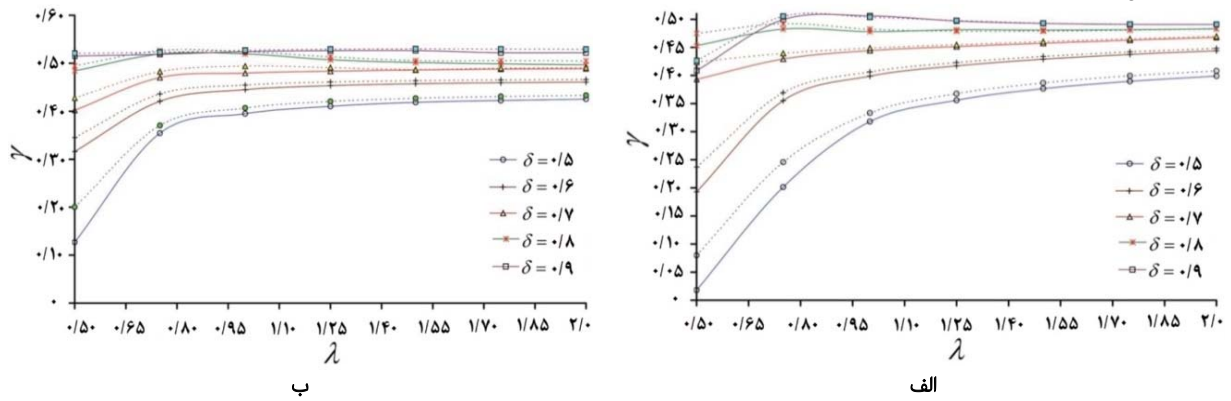 ۰/۶۰
۰/۵۰
۰/۴۰
۰/۳۰
۰/۲۰
۰/۱۰
۰
γ
δ = ۰/۵
δ = ۰/۶
δ = ۰/۷
δ = ۰/۸
δ = ۰/۹
۰/۵۰ ۰/۶۵ ۰/۸۰ ۰/۹۵ ۱/۱۰ ۱/۲۵ ۱/۴۰ ۱/۵۵ ۱/۷۰ ۱/۸۵ ۲/۰
λ
ب
۰/۵۰
۰/۴۵
۰/۴۰
۰/۳۵
۰/۳۰
۰/۲۵
۰/۲۰
۰/۱۵
۰/۱۰
۰/۰۵
۰
γ
δ = ۰/۵
δ = ۰/۶
δ = ۰/۷
δ = ۰/۸
δ = ۰/۹
۰/۵۰ ۰/۶۵ ۰/۸۰ ۰/۹۵ ۱/۱۰ ۱/۲۵ ۱/۴۰ ۱/۵۵ ۱/۷۰ ۱/۸۵ ۲/۰
λ
الف